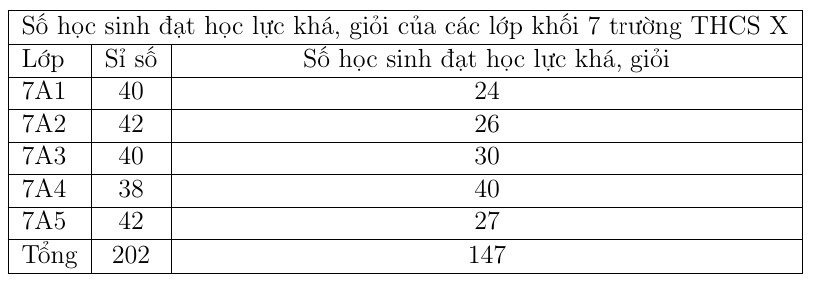 Số học sinh đạt học lực khá, giỏi của các lớp khối 7 trường THCS X
Lớp Sỉ số Số học sinh đạt học lực khá, giỏi
7A1 40 24
7A2 42 26
7A3 40 30
7A4 38 40
7A5 42 27
Tổng 202 147